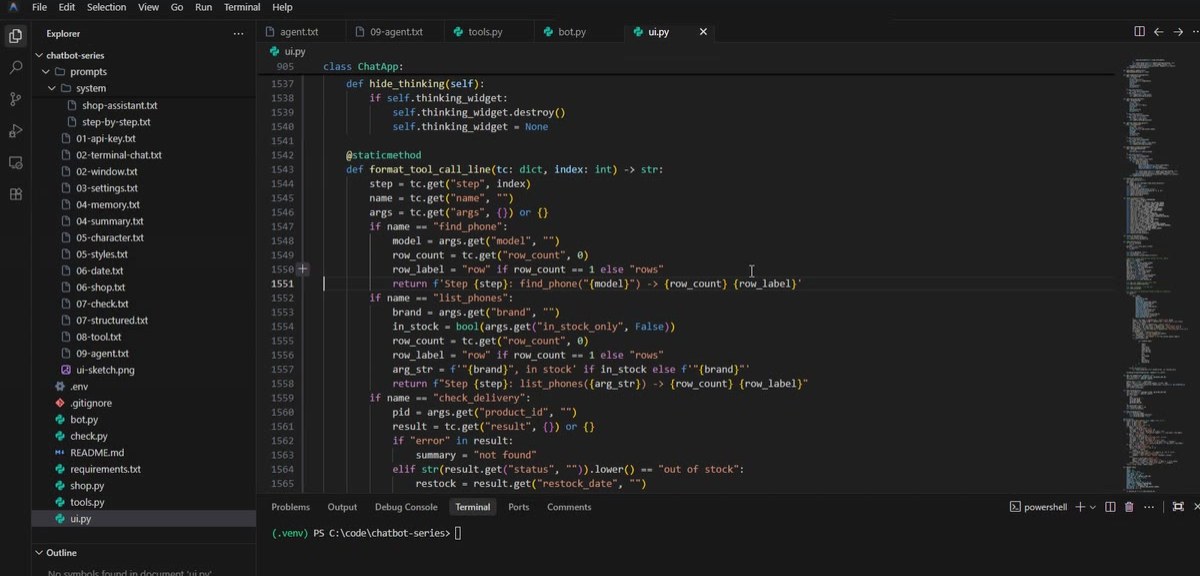 File Edit Selection View Go Run Terminal Help
Explorer ···
chatbot-series
prompts
system
shop-assistant.txt
step-by-step.txt
01-api-key.txt
02-terminal-chat.txt
02-window.txt
03-settings.txt
04-memory.txt
04-summary.txt
05-character.txt
05-styles.txt
06-date.txt
06-shop.txt
07-check.txt
07-structured.txt
08-tool.txt
09-agent.txt
ui-sketch.png
.env
.gitignore
bot.py
check.py
README.md
requirements.txt
shop.py
tools.py
ui.py
Outline
No symbols found in document 'ui.py'
agent.txt 09-agent.txt tools.py bot.py ui.py
ui.py
905 class ChatApp:
1537 def hide_thinking(self):
1538 if self.thinking_widget:
1539 self.thinking_widget.destroy()
1540 self.thinking_widget = None
1541
1542 @staticmethod
1543 def format_tool_call_line(tc: dict, index: int) -> str:
1544 step = tc.get("step", index)
1545 name = tc.get("name", "")
1546 args = tc.get("args", {}) or {}
1547 if name == "find_phone":
1548 model = args.get("model", "")
1549 row_count = tc.get("row_count", 0)
1550 row_label = "row" if row_count == 1 else "rows"
1551 return f'Step {step}: find_phone("{model}") -> {row_count} {row_label}'
1552 if name == "list_phones":
1553 brand = args.get("brand", "")
1554 in_stock = bool(args.get("in_stock_only", False))
1555 row_count = tc.get("row_count", 0)
1556 row_label = "row" if row_count == 1 else "rows"
1557 arg_str = f'"{brand}", in stock' if in_stock else f'"{brand}"'
1558 return f"Step {step}: list_phones({arg_str}) -> {row_count} {row_label}"
1559 if name == "check_delivery":
1560 pid = args.get("product_id", "")
1561 result = tc.get("result", {}) or {}
1562 if "error" in result:
1563 summary = "not found"
1564 elif str(result.get("status", "")).lower() == "out of stock":
1565 restock = result.get("restock_date", "")
Problems Output Debug Console Terminal Ports Comments
powershell
(.venv) PS C:\code\chatbot-series>